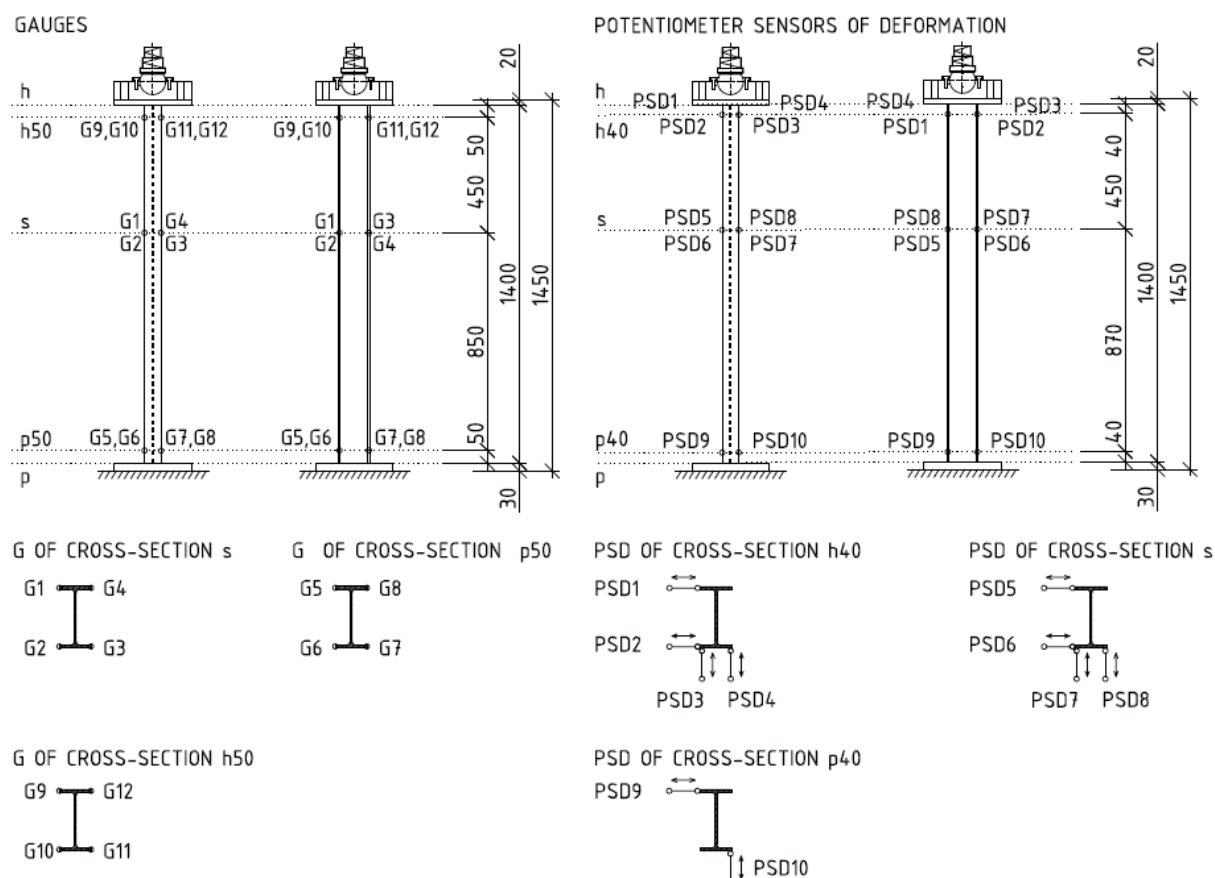 GAUGES
POTENTIOMETER SENSORS OF DEFORMATION
20
20
h
h
PSD1
PSD4
PSD4
PSD3
h50
G9,G10
G11,G12
G9,G10
G11,G12
50
h40
PSD2
PSD3
PSD1
PSD2
40
450
450
s
G1
G4
G1
G3
s
PSD5
PSD8
PSD8
PSD7
G2
G3
G2
G4
PSD6
PSD7
PSD5
PSD6
1400
1450
1400
1450
850
870
p50
G5,G6
G7,G8
G5,G6
G7,G8
50
p40
PSD9
PSD10
PSD9
PSD10
40
p
p
30
30
G OF CROSS-SECTION s
G OF CROSS-SECTION p50
PSD OF CROSS-SECTION h40
PSD OF CROSS-SECTION s
G1 G4
G5 G8
PSD1
PSD5
G2 G3
G6 G7
PSD2
PSD6
PSD3 PSD4
PSD7 PSD8
G OF CROSS-SECTION h50
PSD OF CROSS-SECTION p40
G9 G12
PSD9
G10 G11
PSD10